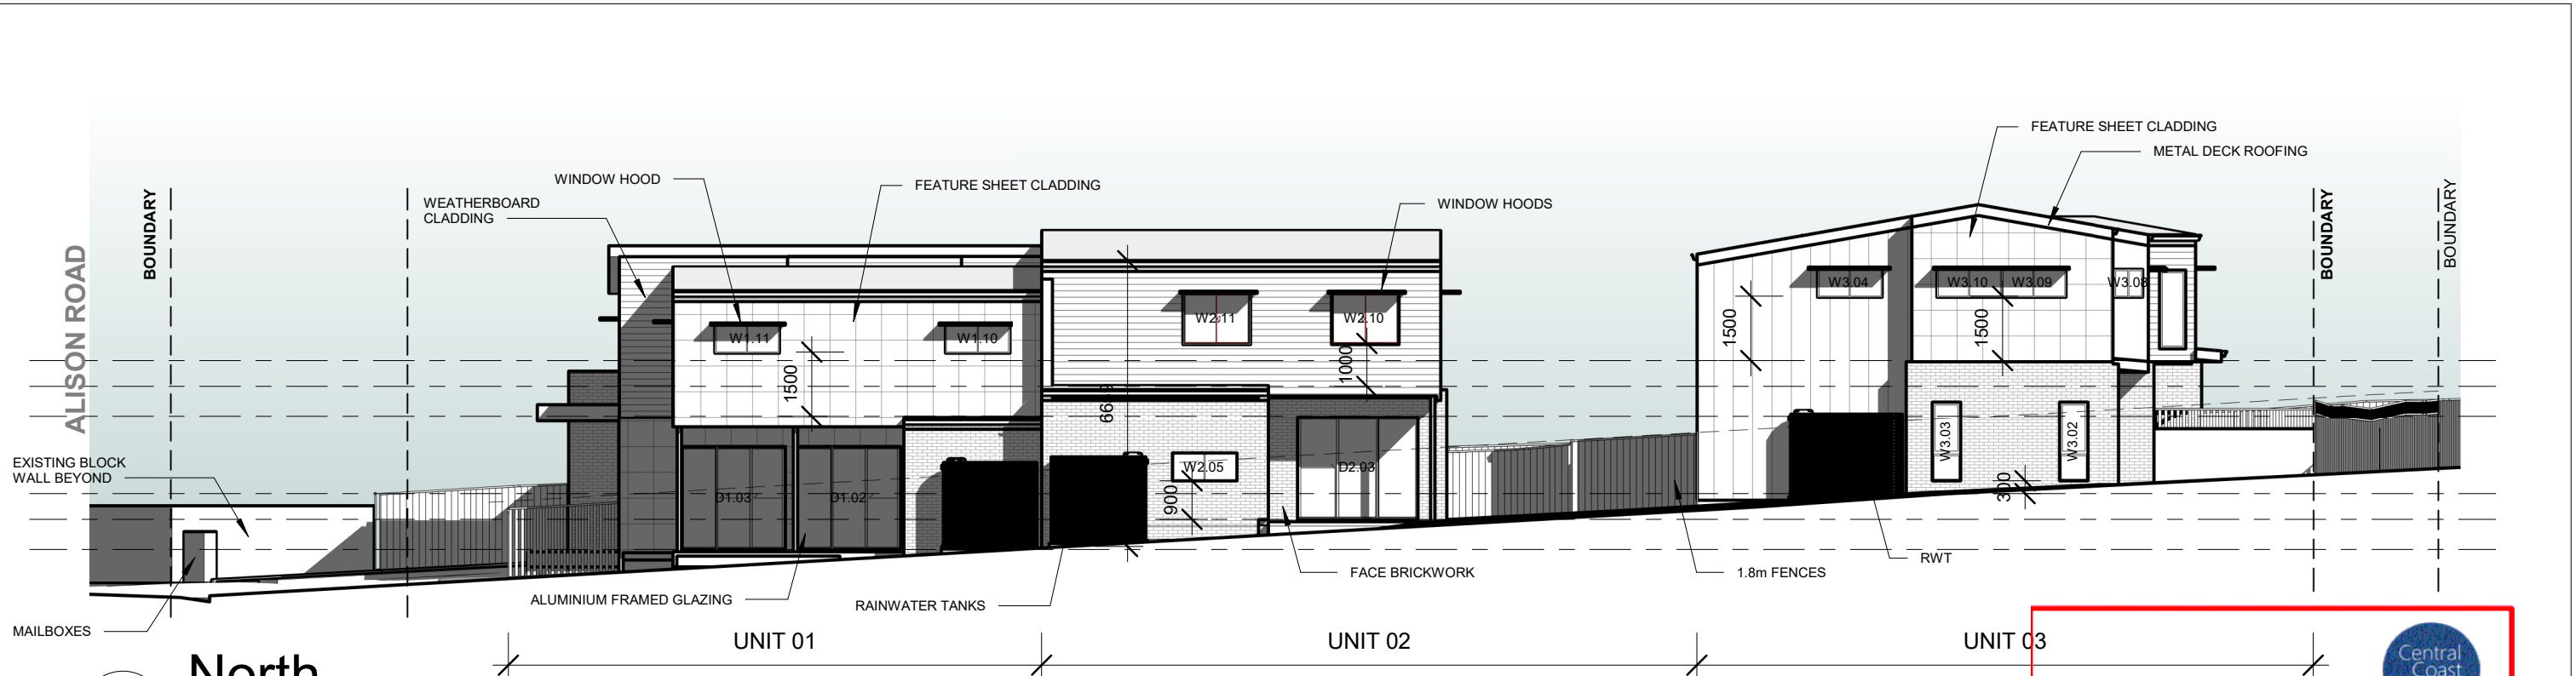 FEATURE SHEET CLADDING
METAL DECK ROOFING
WINDOW HOOD
FEATURE SHEET CLADDING
WEATHERBOARD
CLADDING
WINDOW HOODS
BOUNDARY
BOUNDARY
BOUNDARY
ALISON ROAD
W1.11
W1.10
W2.11
W2.10
W3.04
W3.10
W3.09
W3.08
1500
1000
1500
1500
EXISTING BLOCK
WALL BEYOND
D1.03
D1.02
W2.05
900
D2.03
W3.03
W3.02
300
MAILBOXES
ALUMINIUM FRAMED GLAZING
RAINWATER TANKS
FACE BRICKWORK
1.8m FENCES
RWT
UNIT 01
UNIT 02
UNIT 03
North
Central
Coast